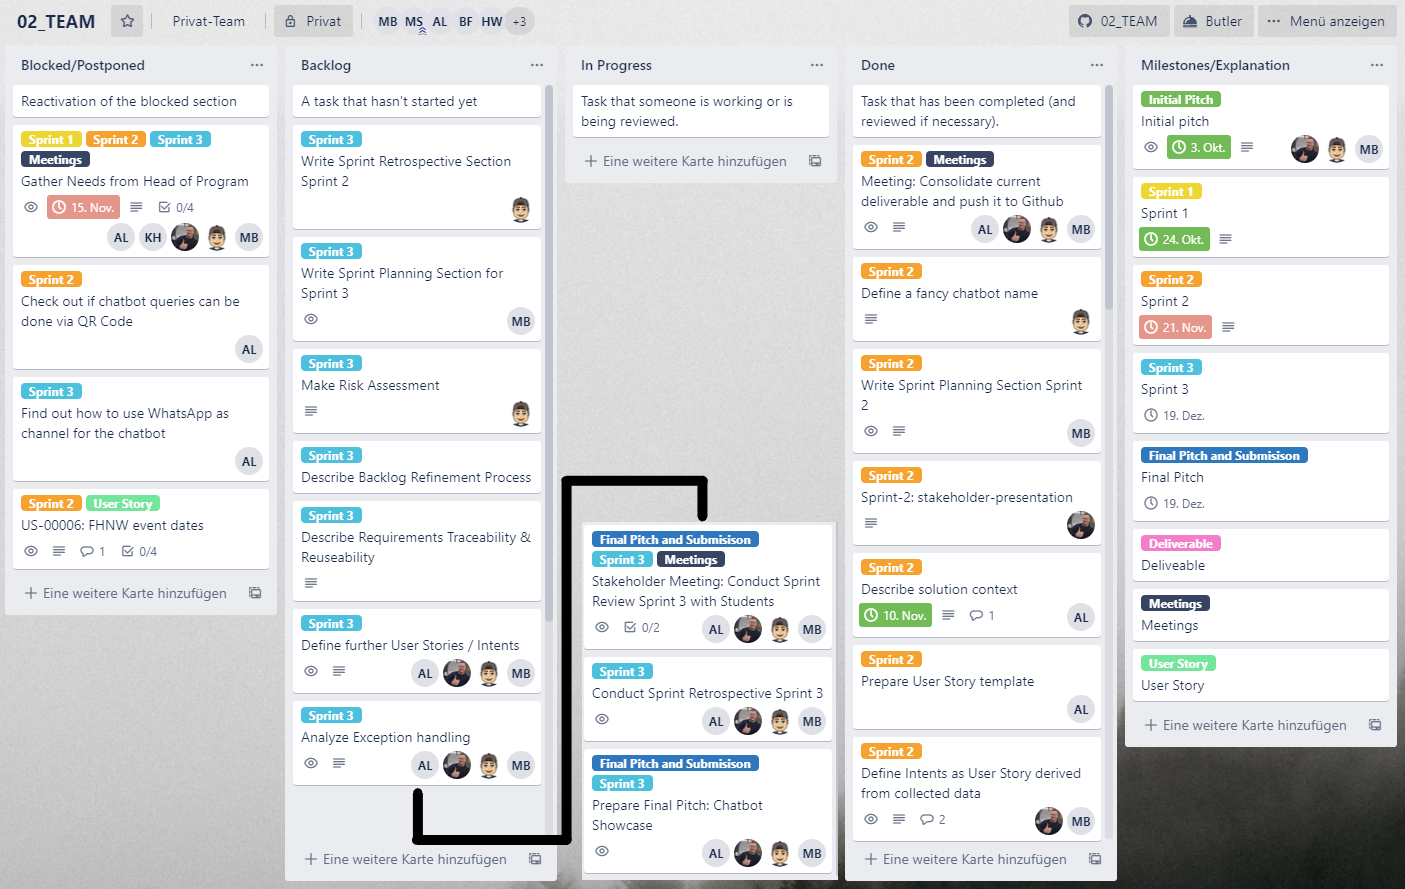 02_TEAM
Privat-Team
Privat
MB MS AL BF HW +3
02_TEAM
Butler
Menü anzeigen
Blocked/Postponed
Reactivation of the blocked section
Sprint 1 Sprint 2 Sprint 3
Meetings
Gather Needs from Head of Program
15. Nov. 0/4
AL KH MB
Sprint 2
Check out if chatbot queries can be
done via QR Code
AL
Sprint 3
Find out how to use WhatsApp as
channel for the chatbot
AL
Sprint 2 User Story
US-00006: FHNW event dates
1 0/4
+ Eine weitere Karte hinzufügen
Backlog
A task that hasn't started yet
Sprint 3
Write Sprint Retrospective Section
Sprint 2
Sprint 3
Write Sprint Planning Section for
Sprint 3
MB
Sprint 3
Make Risk Assessment
Sprint 3
Describe Backlog Refinement Process
Sprint 3
Describe Requirements Traceability &
Reuseability
Sprint 3
Define further User Stories / Intents
AL MB
Sprint 3
Analyze Exception handling
AL MB
+ Eine weitere Karte hinzufügen
In Progress
Task that someone is working or is
being reviewed.
+ Eine weitere Karte hinzufügen
Final Pitch and Submisison
Sprint 3 Meetings
Stakeholder Meeting: Conduct Sprint
Review Sprint 3 with Students
0/2 AL MB
Sprint 3
Conduct Sprint Retrospective Sprint 3
AL MB
Final Pitch and Submisison
Sprint 3
Prepare Final Pitch: Chatbot
Showcase
AL MB
Done
Task that has been completed (and
reviewed if necessary).
Sprint 2 Meetings
Meeting: Consolidate current
deliverable and push it to Github
AL MB
Sprint 2
Define a fancy chatbot name
Sprint 2
Write Sprint Planning Section Sprint
2
MB
Sprint 2
Sprint-2: stakeholder-presentation
Sprint 2
Describe solution context
10. Nov. 1 AL
Sprint 2
Prepare User Story template
AL
Sprint 2
Define Intents as User Story derived
from collected data
2 MB
+ Eine weitere Karte hinzufügen
Milestones/Explanation
Initial Pitch
Initial pitch
3. Okt. MB
Sprint 1
Sprint 1
24. Okt.
Sprint 2
Sprint 2
21. Nov.
Sprint 3
Sprint 3
19. Dez.
Final Pitch and Submisison
Final Pitch
19. Dez.
Deliverable
Deliveable
Meetings
Meetings
User Story
User Story
+ Eine weitere Karte hinzufügen